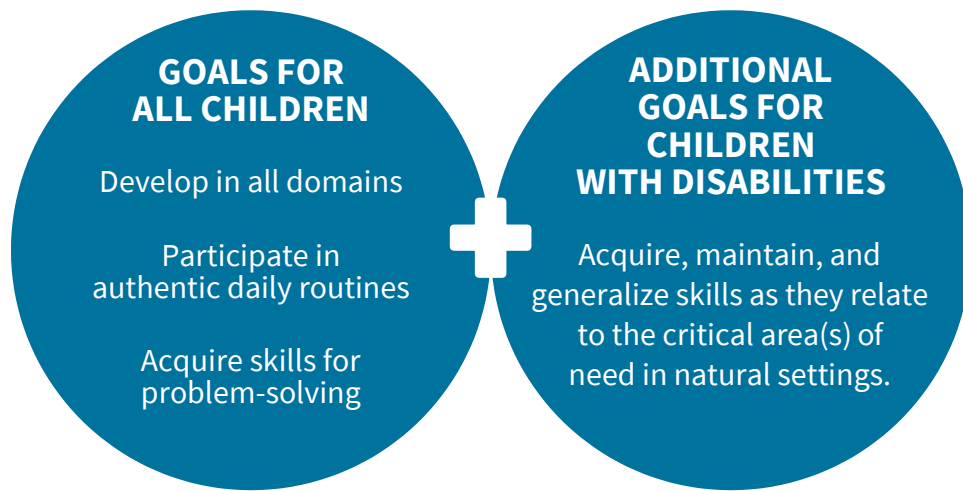 GOALS FOR
ALL CHILDREN
Develop in all domains
Participate in
authentic daily routines
Acquire skills for
problem-solving
ADDITIONAL
GOALS FOR
CHILDREN
WITH DISABILITIES
Acquire, maintain, and
generalize skills as they relate
to the critical area(s) of
need in natural settings.